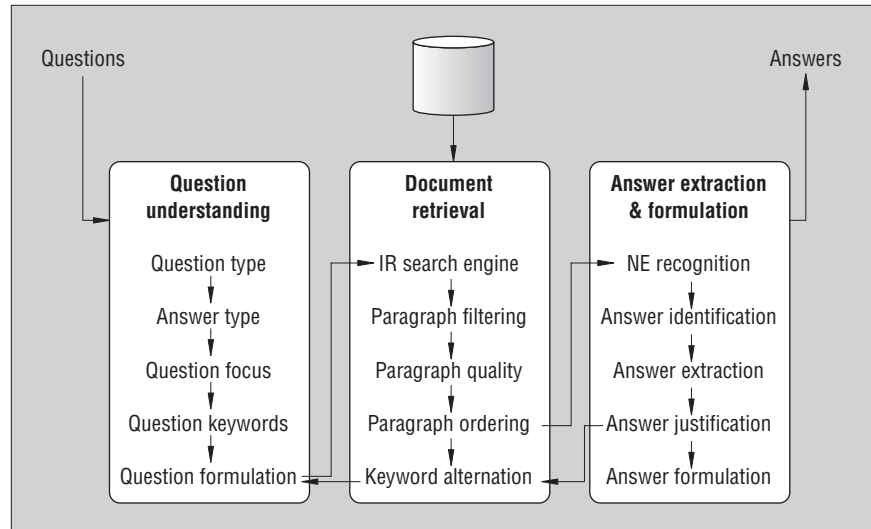 Questions
Answers
Question
understanding
Question type
Answer type
Question focus
Question keywords
Question formulation
Document
retrieval
IR search engine
Paragraph filtering
Paragraph quality
Paragraph ordering
Keyword alternation
Answer extraction
& formulation
NE recognition
Answer identification
Answer extraction
Answer justification
Answer formulation